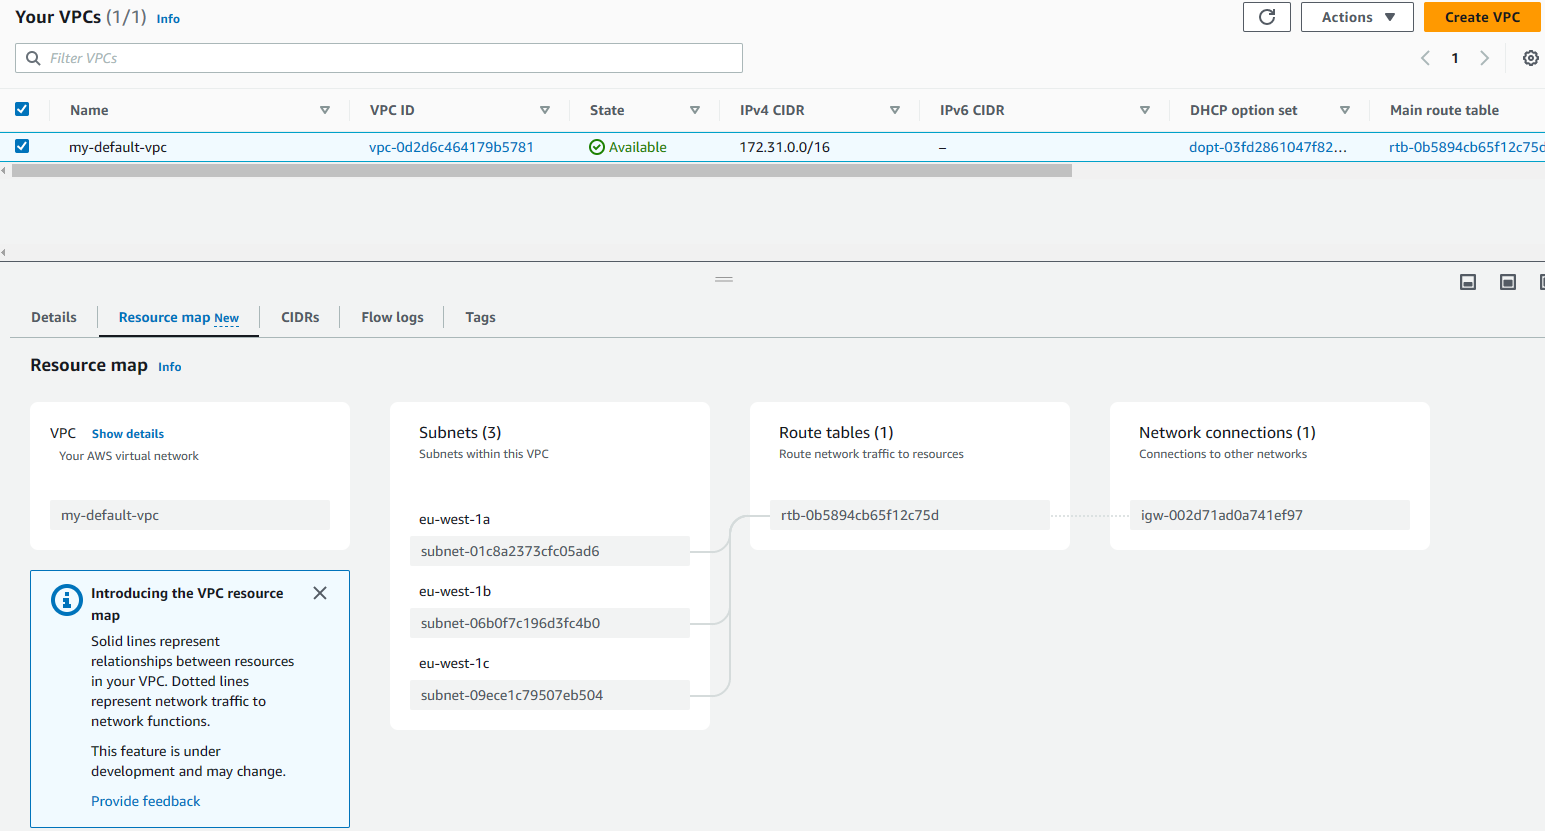 Your VPCs (1/1) Info
Actions
Create VPC
Filter VPCs
1
Name VPC ID State IPv4 CIDR IPv6 CIDR DHCP option set Main route table
my-default-vpc vpc-0d2d6c464179b5781 Available 172.31.0.0/16 – dopt-03fd2861047f82... rtb-0b5894cb65f12c75d
Details Resource map New CIDRs Flow logs Tags
Resource map Info
VPC Show details
Your AWS virtual network
my-default-vpc
Introducing the VPC resource
map
Solid lines represent
relationships between resources
in your VPC. Dotted lines
represent network traffic to
network functions.
This feature is under
development and may change.
Provide feedback
Subnets (3)
Subnets within this VPC
eu-west-1a
subnet-01c8a2373cfc05ad6
eu-west-1b
subnet-06b0f7c196d3fc4b0
eu-west-1c
subnet-09ece1c79507eb504
Route tables (1)
Route network traffic to resources
rtb-0b5894cb65f12c75d
Network connections (1)
Connections to other networks
igw-002d71ad0a741ef97